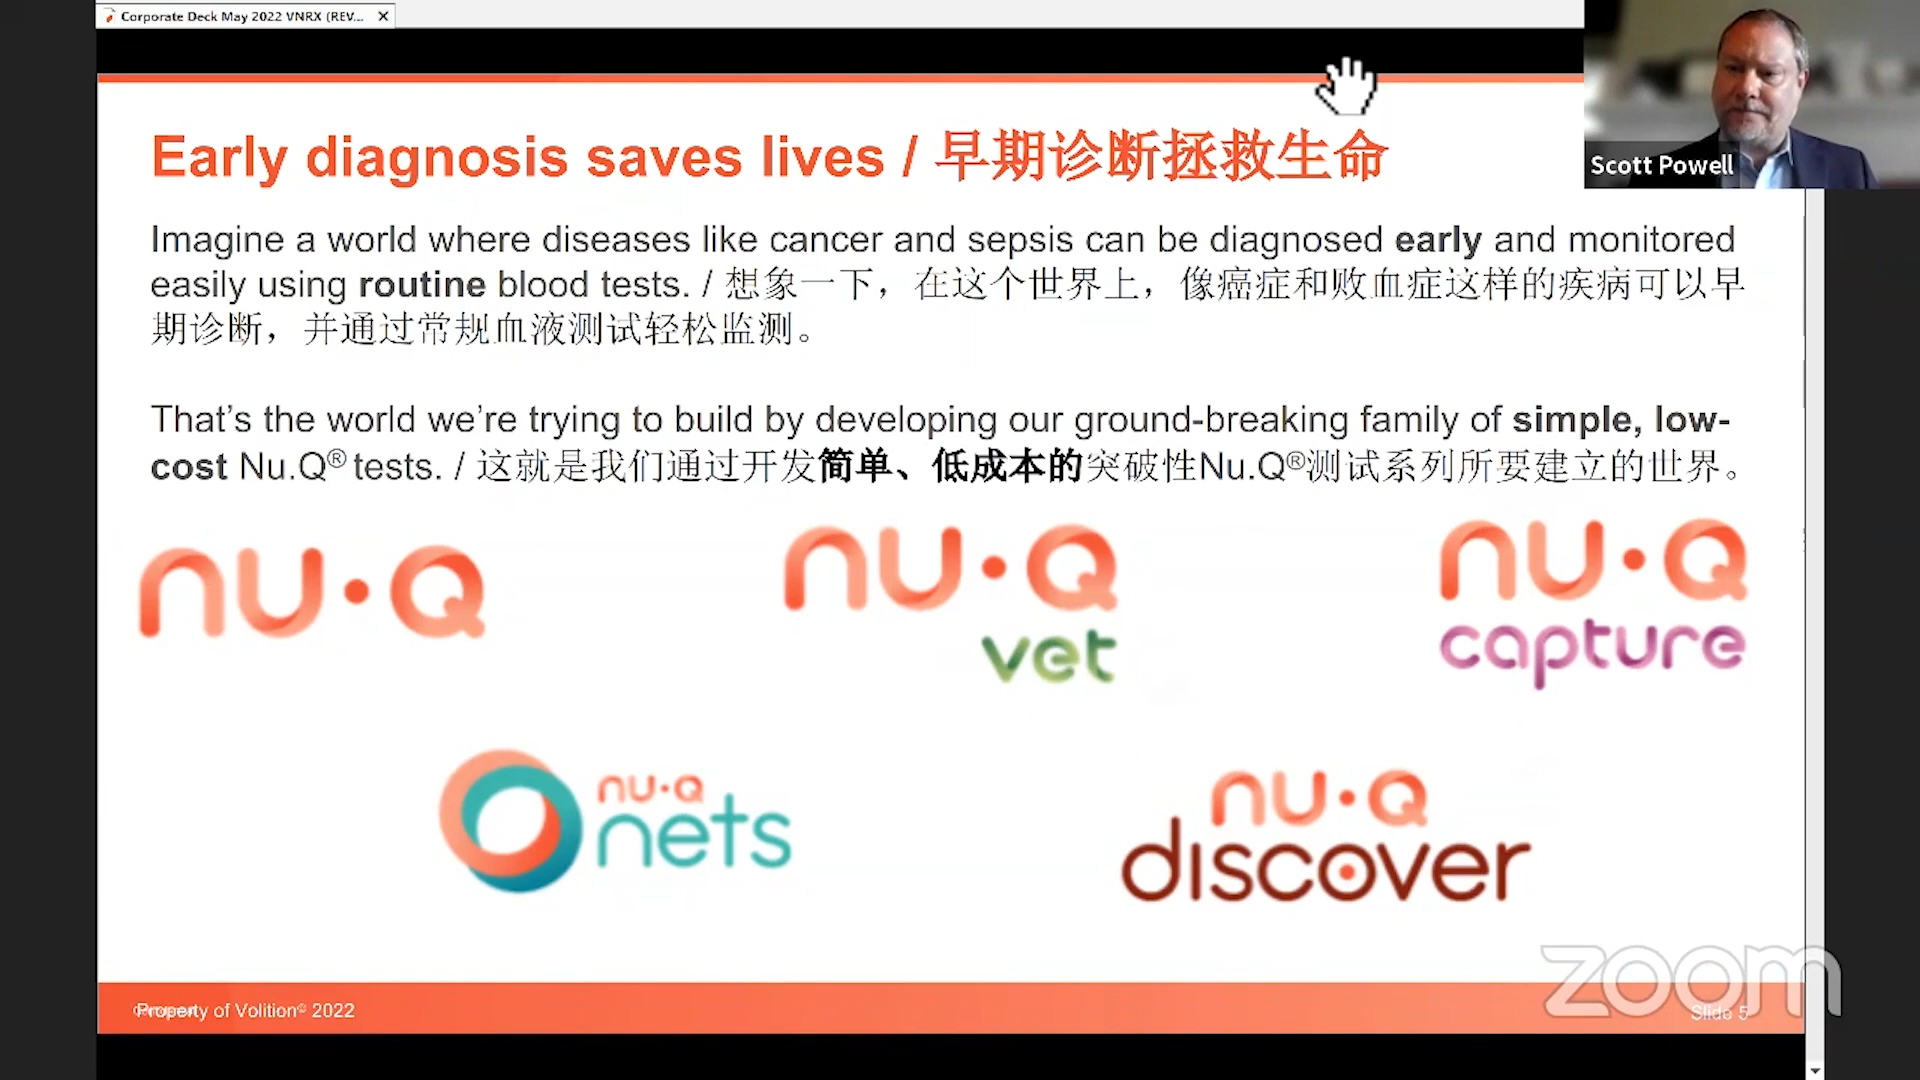 Corporate Deck May 2022 VNRX (REV...
Scott Powell
Early diagnosis saves lives / 早期诊断拯救生命
Imagine a world where diseases like cancer and sepsis can be diagnosed early and monitored
easily using routine blood tests. / 想象一下，在这个世界上，像癌症和败血症这样的疾病可以早
期诊断，并通过常规血液测试轻松监测。
That’s the world we’re trying to build by developing our ground-breaking family of simple, low-
cost Nu.Q® tests. / 这就是我们通过开发简单、低成本的突破性Nu.Q®测试系列所要建立的世界。
nu•Q
nu•Q
vet
nu•Q
capture
nu•Q
nets
nu•Q
discover
Property of Volition© 2022
Slide 5
zoom